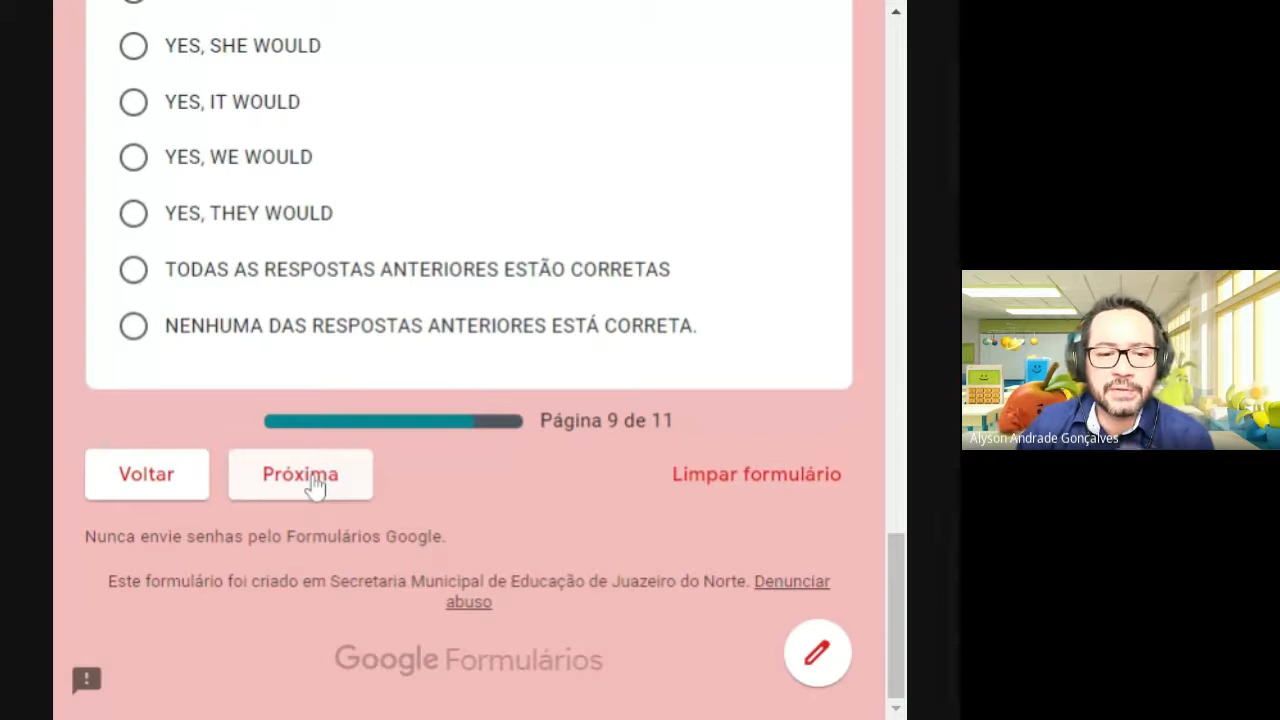 YES, SHE WOULD
YES, IT WOULD
YES, WE WOULD
YES, THEY WOULD
TODAS AS RESPOSTAS ANTERIORES ESTÃO CORRETAS
NENHUMA DAS RESPOSTAS ANTERIORES ESTÁ CORRETA.
Página 9 de 11
Voltar
Próxima
Limpar formulário
Nunca envie senhas pelo Formulários Google.
Este formulário foi criado em Secretaria Municipal de Educação de Juazeiro do Norte. Denunciar
abuso
Google Formulários
Alyson Andrade Gonçalves